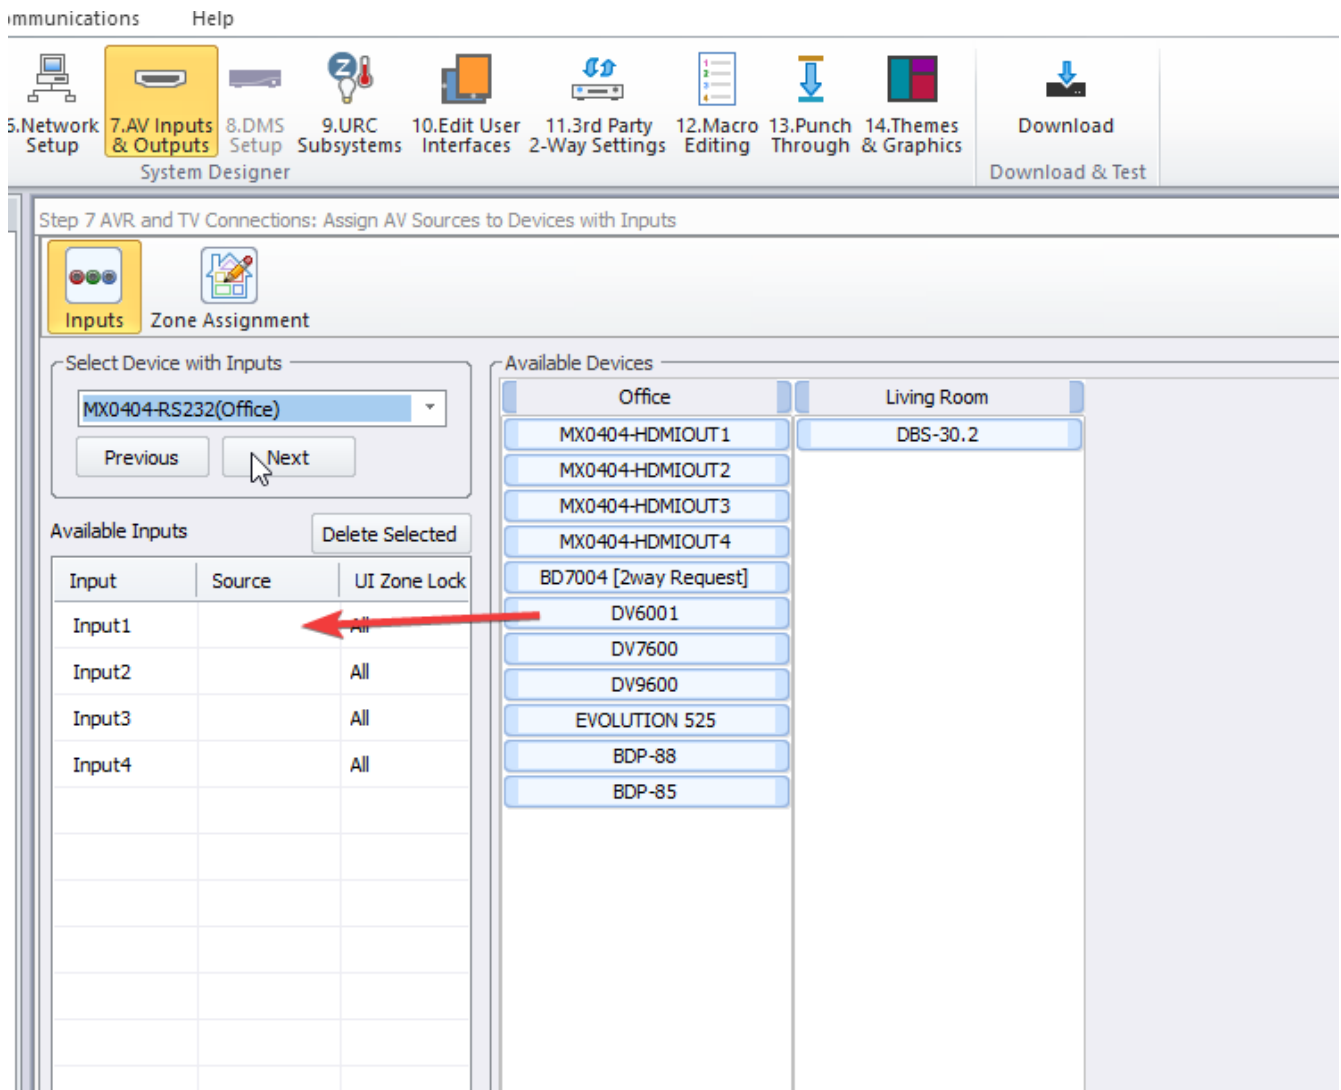 Help
Network
Setup
7.AV Inputs
& Outputs
8.DMS
Setup
9.URC
Subsystems
10.Edit User
Interfaces
11.3rd Party
2-Way Settings
12.Macro
Editing
13.Punch
Through
14.Themes
& Graphics
Download
System Designer
Download & Test
Step 7 AVR and TV Connections: Assign AV Sources to Devices with Inputs
Inputs
Zone Assignment
Select Device with Inputs
MX0404-RS232(Office)
Previous
Next
Available Inputs
Delete Selected
Input Source UI Zone Lock
Input1 All
Input2 All
Input3 All
Input4 All
Available Devices
Office
MX0404-HDMIOUT1
MX0404-HDMIOUT2
MX0404-HDMIOUT3
MX0404-HDMIOUT4
BD7004 [2way Request]
DV6001
DV7600
DV9600
EVOLUTION 525
BDP-88
BDP-85
Living Room
DBS-30.2